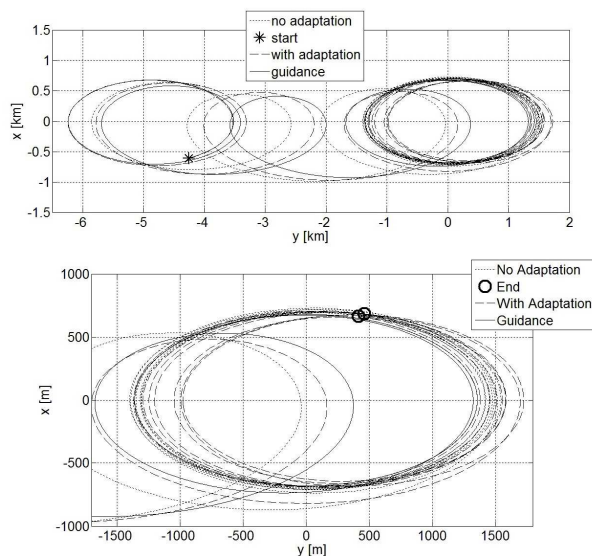 no adaptation
start
with adaptation
guidance
1.5
1
0.5
0
-0.5
-1
1.5
x [km]
-6 -5 -4 -3 -2 -1 0 1 2
y [km]
No Adaptation
End
With Adaptation
Guidance
1000
500
0
-500
-1000
x [m]
-1500 -1000 -500 0 500 1000 1500
y [m]